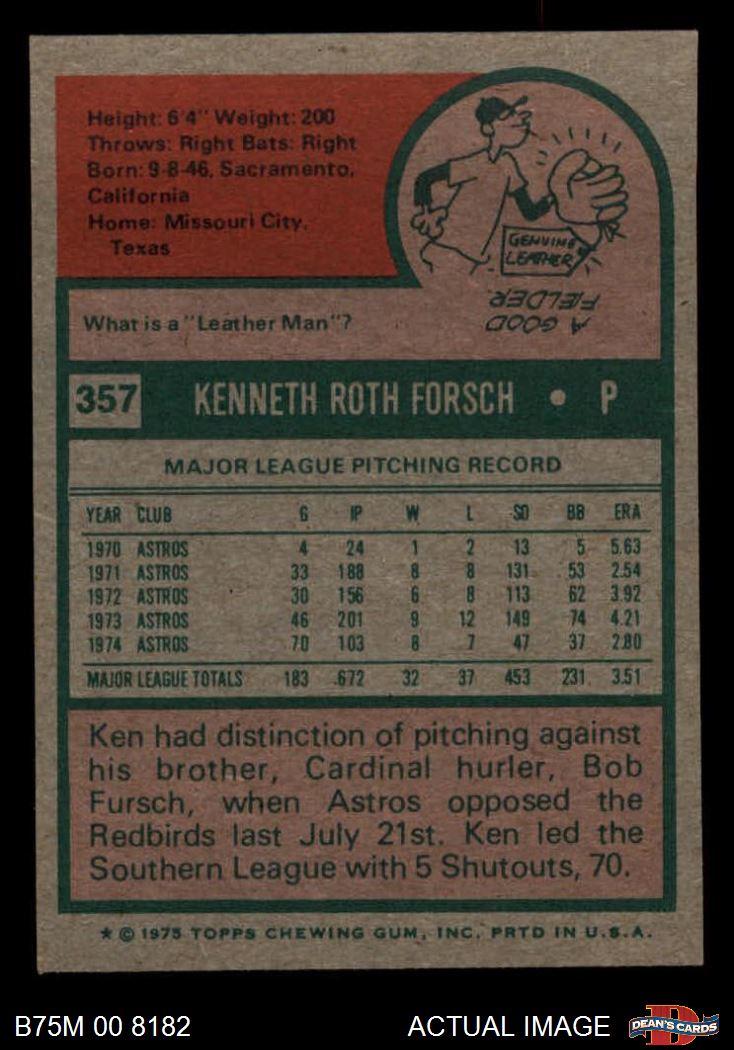 Height: 6'4" Weight: 200
Throws: Right Bats: Right
Born: 9-8-46, Sacramento,
California
Home: Missouri City,
Texas
GENUINE
LEATHER
A GOOD
FIELDER
What is a "Leather Man"?
357 KENNETH ROTH FORSCH • P
MAJOR LEAGUE PITCHING RECORD
YEAR CLUB G IP W L SO BB ERA
1970 ASTROS 4 24 1 2 13 5 5.63
1971 ASTROS 33 188 8 8 131 53 2.54
1972 ASTROS 30 156 6 8 113 62 3.92
1973 ASTROS 46 201 9 12 149 74 4.21
1974 ASTROS 70 103 8 7 47 37 2.80
MAJOR LEAGUE TOTALS 183 672 32 37 453 231 3.51
Ken had distinction of pitching against
his brother, Cardinal hurler, Bob
Fursch, when Astros opposed the
Redbirds last July 21st. Ken led the
Southern League with 5 Shutouts, 70.
★ © 1975 TOPPS CHEWING GUM, INC. PRTD IN U.S.A.
B75M 00 8182 ACTUAL IMAGE D DEAN'S CARDS